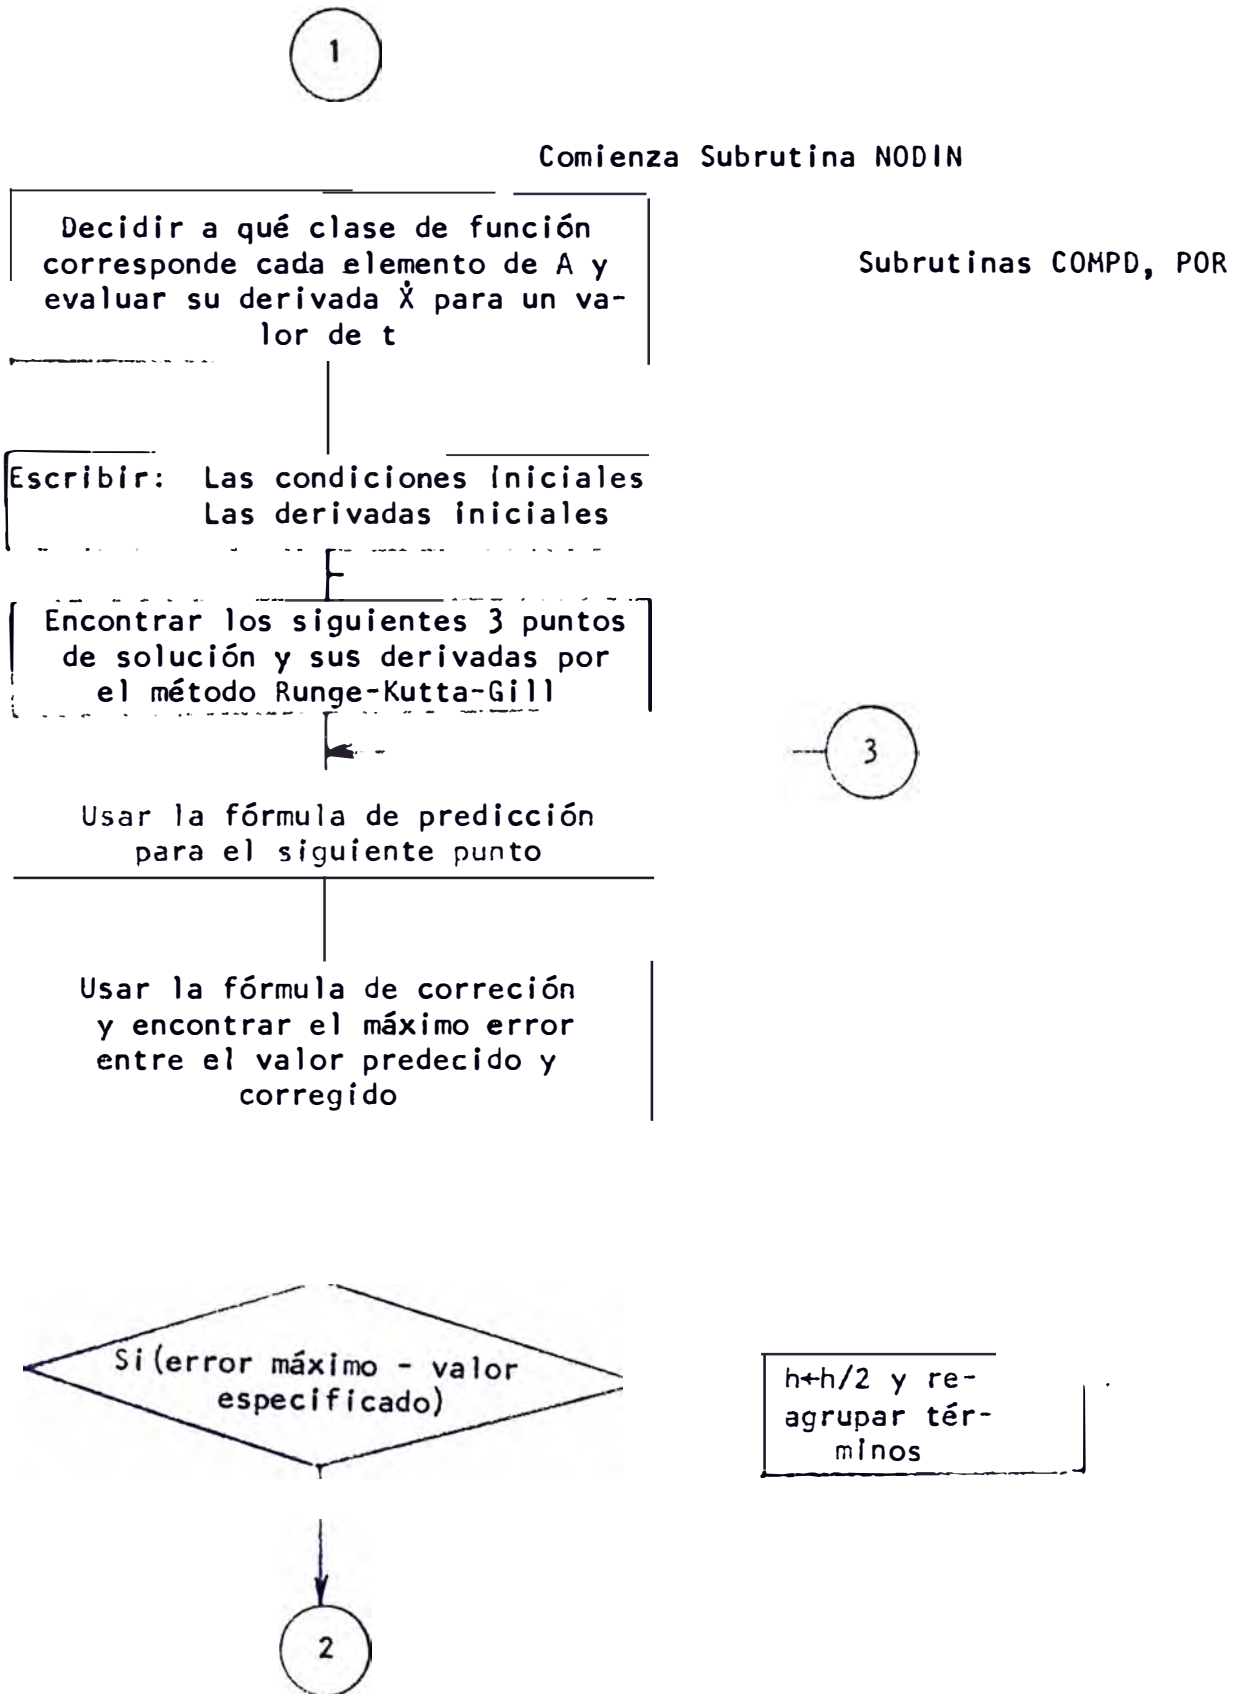 1
Comienza Subrutina NODIN
Decidir a qué clase de función
corresponde cada elemento de A y
evaluar su derivada Ẋ para un va-
lor de t
Subrutinas COMPD, POR
Escribir: Las condiciones iniciales
Las derivadas iniciales
Encontrar los siguientes 3 puntos
de solución y sus derivadas por
el método Runge-Kutta-Gill
3
Usar la fórmula de predicción
para el siguiente punto
Usar la fórmula de correción
y encontrar el máximo error
entre el valor predecido y
corregido
Si(error máximo - valor
especificado)
h←h/2 y re-
agrupar tér-
minos
2